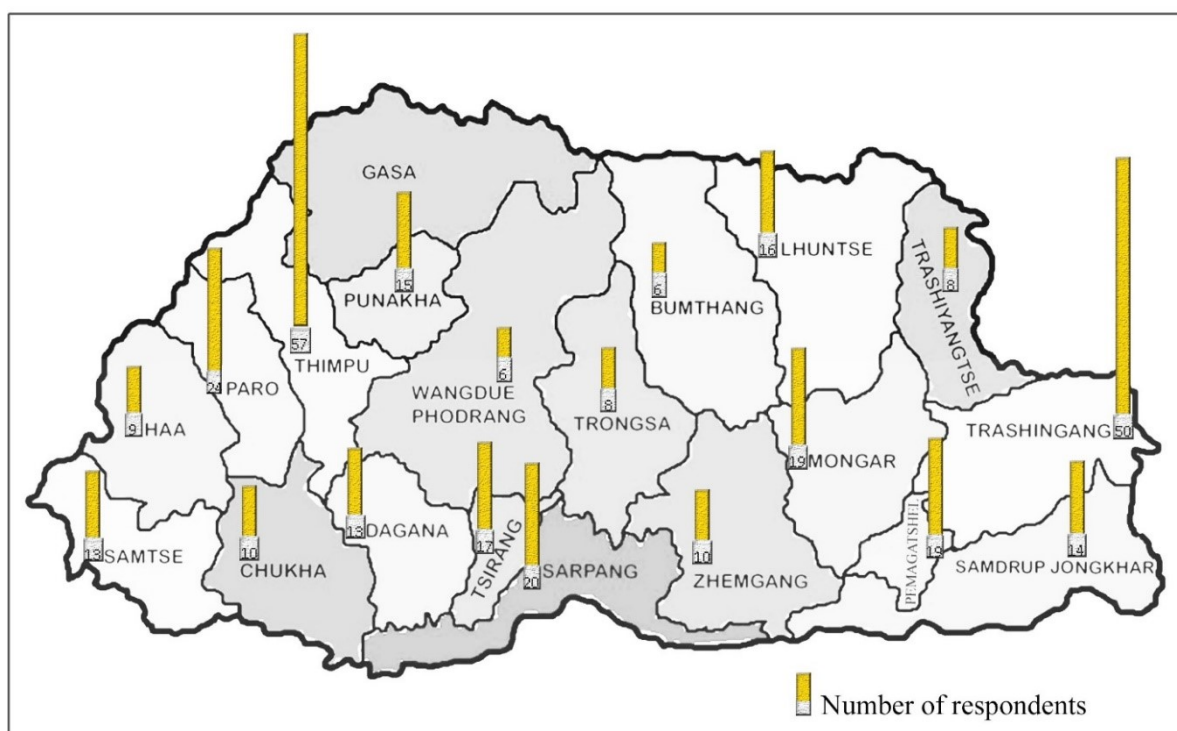 GASA
15
PUNAKHA
57
THIMPU
24
PARO
9
HAA
13
SAMTSE
10
CHUKHA
13
DAGANA
6
WANGDUE
PHODRANG
17
TSIRANG
20
SARPANG
8
TRONGSA
6
BUMTHANG
16
LHUNTSE
8
TRASHIYANGTSE
19
MONGAR
50
TRASHINGANG
10
ZHEMGANG
19
PEMAGATSHEL
14
SAMDRUP JONGKHAR
Number of respondents